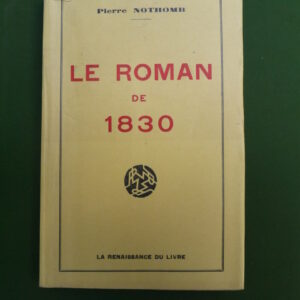 Pierre NOTHOMB
LE ROMAN
DE
1830
LA RENAISSANCE DU LIVRE